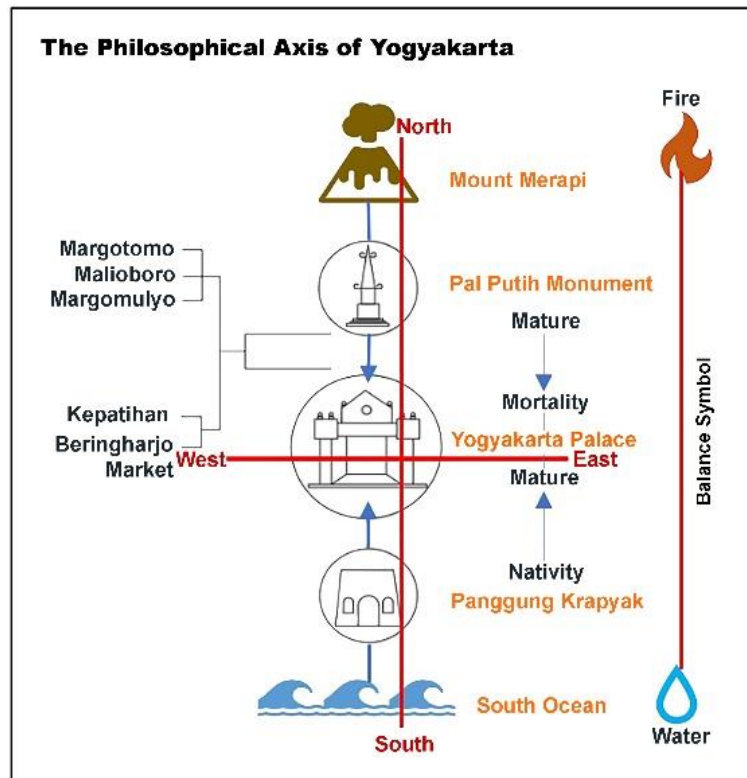 The Philosophical Axis of Yogyakarta
North
Fire
Mount Merapi
Margotomo
Malioboro
Margomulyo
Pal Putih Monument
Mature
Mortality
Kepatihan
Beringharjo
Market
Yogyakarta Palace
West
East
Mature
Balance Symbol
Nativity
Panggung Krapyak
South Ocean
South
Water